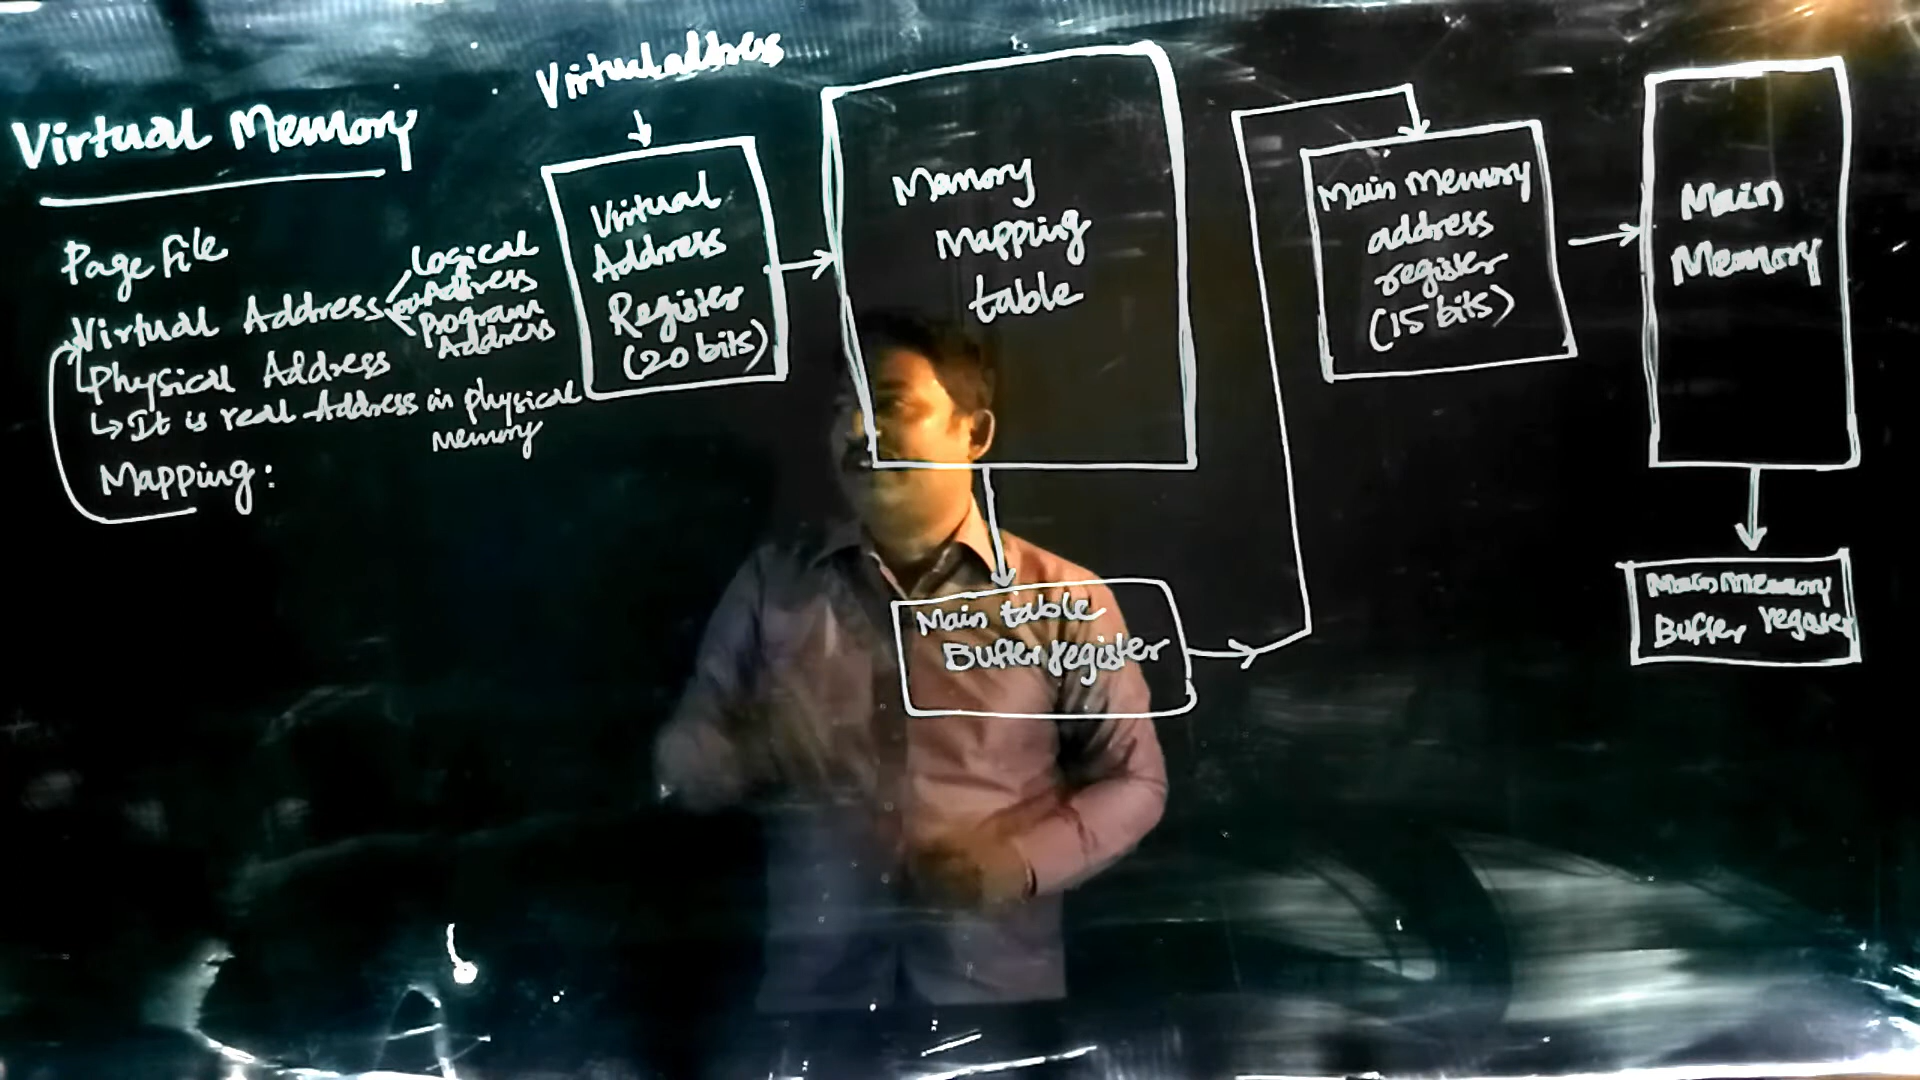 Virtual Memory
Page File
Virtual Address
Logical
Address
Program
Address
Physical Address
↳ It is real Address in physical
memory
Mapping:
Virtual address
Virtual
Address
Register
(20 bits)
Memory
Mapping
table
Main table
Buffer register
Main Memory
address
register
(15 bits)
Main
Memory
Main Memory
Buffer register